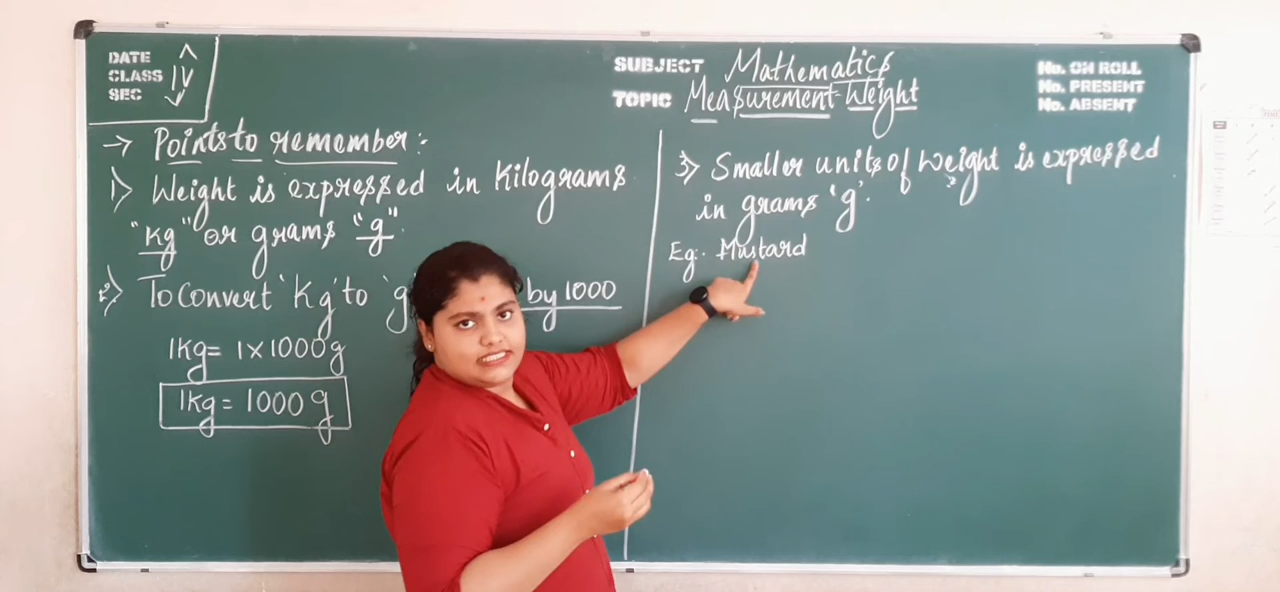 DATE
CLASS IV
SEC
SUBJECT Mathematics
TOPIC Measurement-Weight
No. ON ROLL
No. PRESENT
No. ABSENT
→ Points to remember:-
1) Weight is expressed in Kilograms
"Kg" or grams "g".
2) To Convert 'Kg' to 'g' by 1000
1kg = 1 x 1000 g
1kg = 1000 g
3) Smaller units of Weight is expressed
in grams 'g'.
Eg:- Mustard